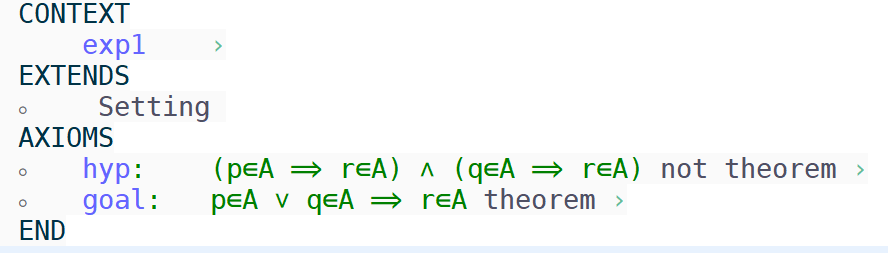 CONTEXT
exp1 ›
EXTENDS
◦ Setting
AXIOMS
◦ hyp: (p∈A ⇒ r∈A) ∧ (q∈A ⇒ r∈A) not theorem ›
◦ goal: p∈A ∨ q∈A ⇒ r∈A theorem ›
END